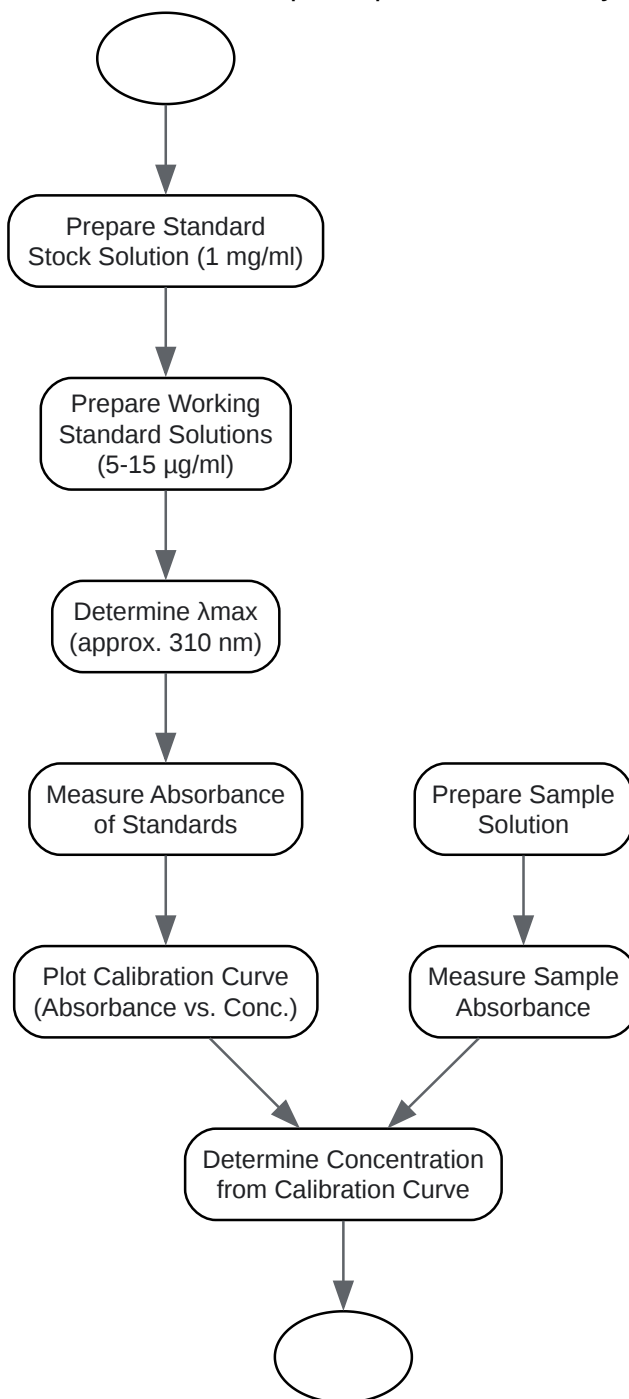 Prepare Standard
Stock Solution (1 mg/ml)
Prepare Working
Standard Solutions
(5-15 µg/ml)
Determine λmax
(approx. 310 nm)
Measure Absorbance
of Standards
Prepare Sample
Solution
Plot Calibration Curve
(Absorbance vs. Conc.)
Measure Sample
Absorbance
Determine Concentration
from Calibration Curve